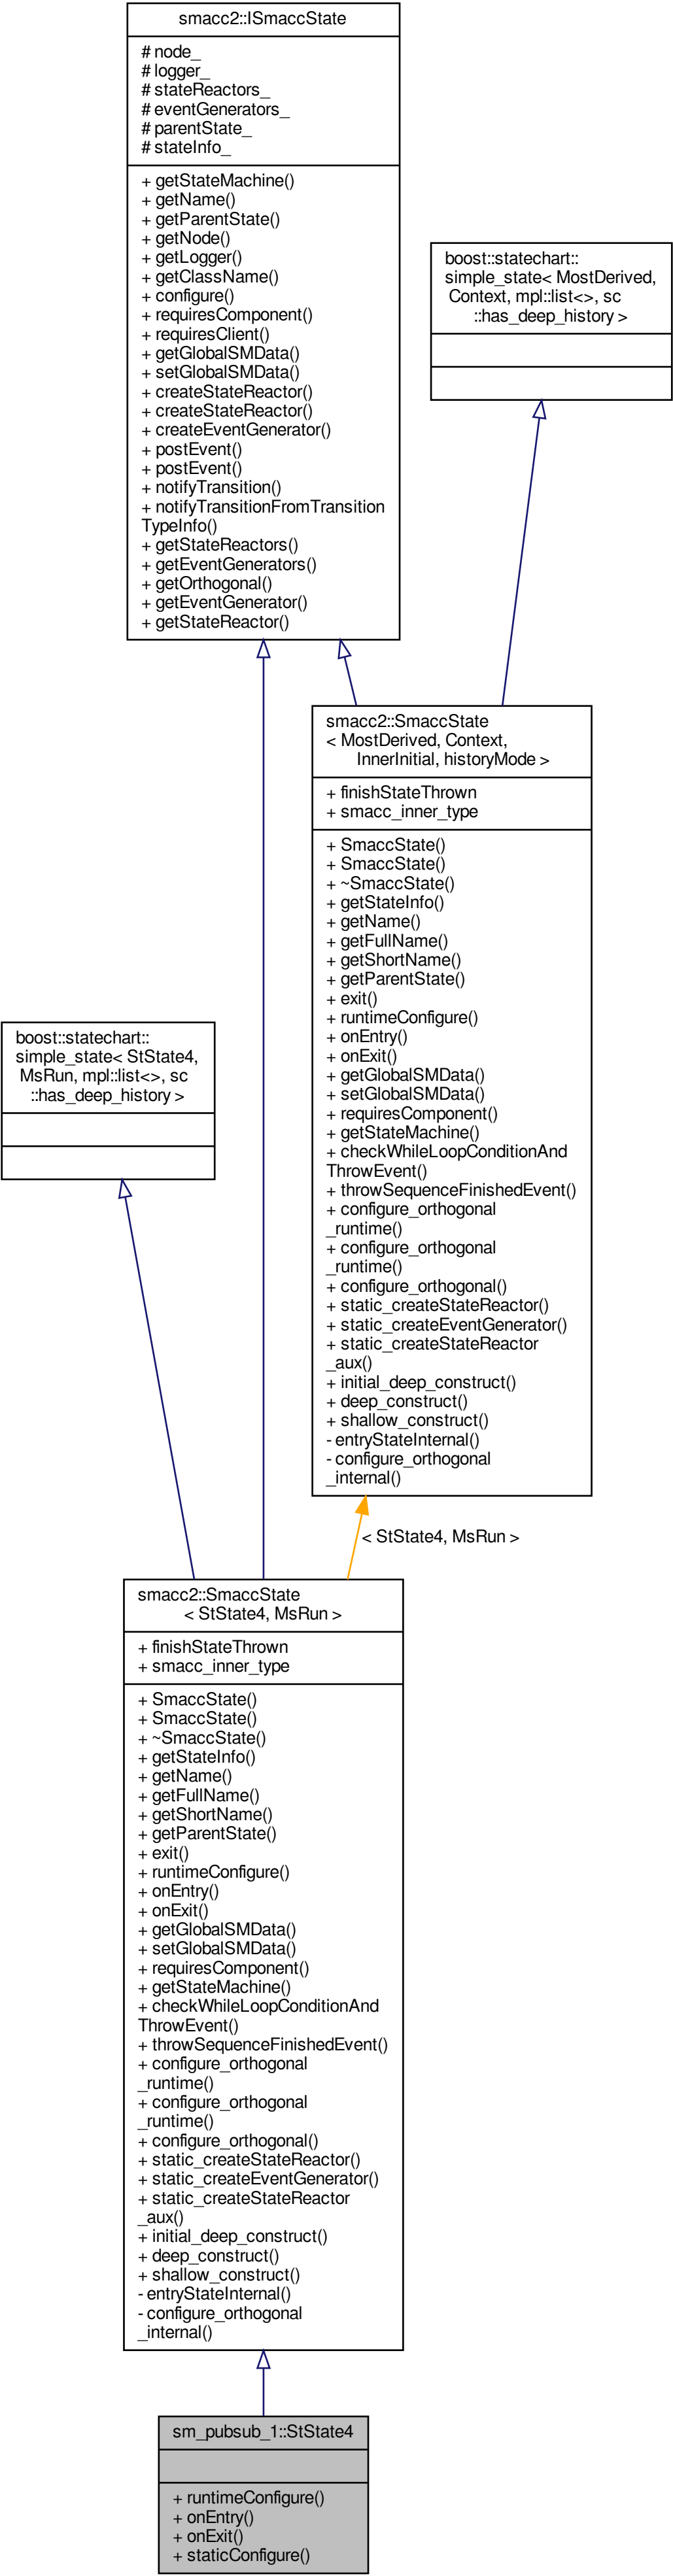 smacc2::ISmaccState
# node_
# logger_
# stateReactors_
# eventGenerators_
# parentState_
# stateInfo_
+ getStateMachine()
+ getName()
+ getParentState()
+ getNode()
+ getLogger()
+ getClassName()
+ configure()
+ requiresComponent()
+ requiresClient()
+ getGlobalSMData()
+ setGlobalSMData()
+ createStateReactor()
+ createStateReactor()
+ createEventGenerator()
+ postEvent()
+ postEvent()
+ notifyTransition()
+ notifyTransitionFromTransition
TypeInfo()
+ getStateReactors()
+ getEventGenerators()
+ getOrthogonal()
+ getEventGenerator()
+ getStateReactor()
boost::statechart::
simple_state< MostDerived,
Context, mpl::list<>, sc
::has_deep_history >
smacc2::SmaccState
< MostDerived, Context,
InnerInitial, historyMode >
+ finishStateThrown
+ smacc_inner_type
+ SmaccState()
+ SmaccState()
+ ~SmaccState()
+ getStateInfo()
+ getName()
+ getFullName()
+ getShortName()
+ getParentState()
+ exit()
+ runtimeConfigure()
+ onEntry()
+ onExit()
+ getGlobalSMData()
+ setGlobalSMData()
+ requiresComponent()
+ getStateMachine()
+ checkWhileLoopConditionAnd
ThrowEvent()
+ throwSequenceFinishedEvent()
+ configure_orthogonal
_runtime()
+ configure_orthogonal
_runtime()
+ configure_orthogonal()
+ static_createStateReactor()
+ static_createEventGenerator()
+ static_createStateReactor
_aux()
+ initial_deep_construct()
+ deep_construct()
+ shallow_construct()
- entryStateInternal()
- configure_orthogonal
_internal()
boost::statechart::
simple_state< StState4,
MsRun, mpl::list<>, sc
::has_deep_history >
< StState4, MsRun >
smacc2::SmaccState
< StState4, MsRun >
+ finishStateThrown
+ smacc_inner_type
+ SmaccState()
+ SmaccState()
+ ~SmaccState()
+ getStateInfo()
+ getName()
+ getFullName()
+ getShortName()
+ getParentState()
+ exit()
+ runtimeConfigure()
+ onEntry()
+ onExit()
+ getGlobalSMData()
+ setGlobalSMData()
+ requiresComponent()
+ getStateMachine()
+ checkWhileLoopConditionAnd
ThrowEvent()
+ throwSequenceFinishedEvent()
+ configure_orthogonal
_runtime()
+ configure_orthogonal
_runtime()
+ configure_orthogonal()
+ static_createStateReactor()
+ static_createEventGenerator()
+ static_createStateReactor
_aux()
+ initial_deep_construct()
+ deep_construct()
+ shallow_construct()
- entryStateInternal()
- configure_orthogonal
_internal()
sm_pubsub_1::StState4
+ runtimeConfigure()
+ onEntry()
+ onExit()
+ staticConfigure()